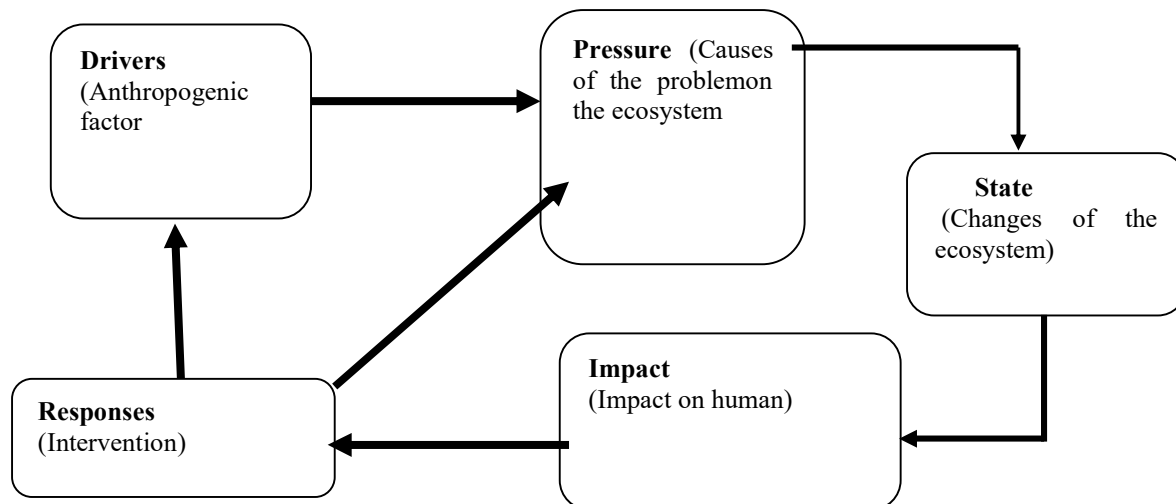 Drivers
(Anthropogenic
factor
Pressure (Causes
of the problemon
the ecosystem
State
(Changes of the
ecosystem)
Impact
(Impact on human)
Responses
(Intervention)